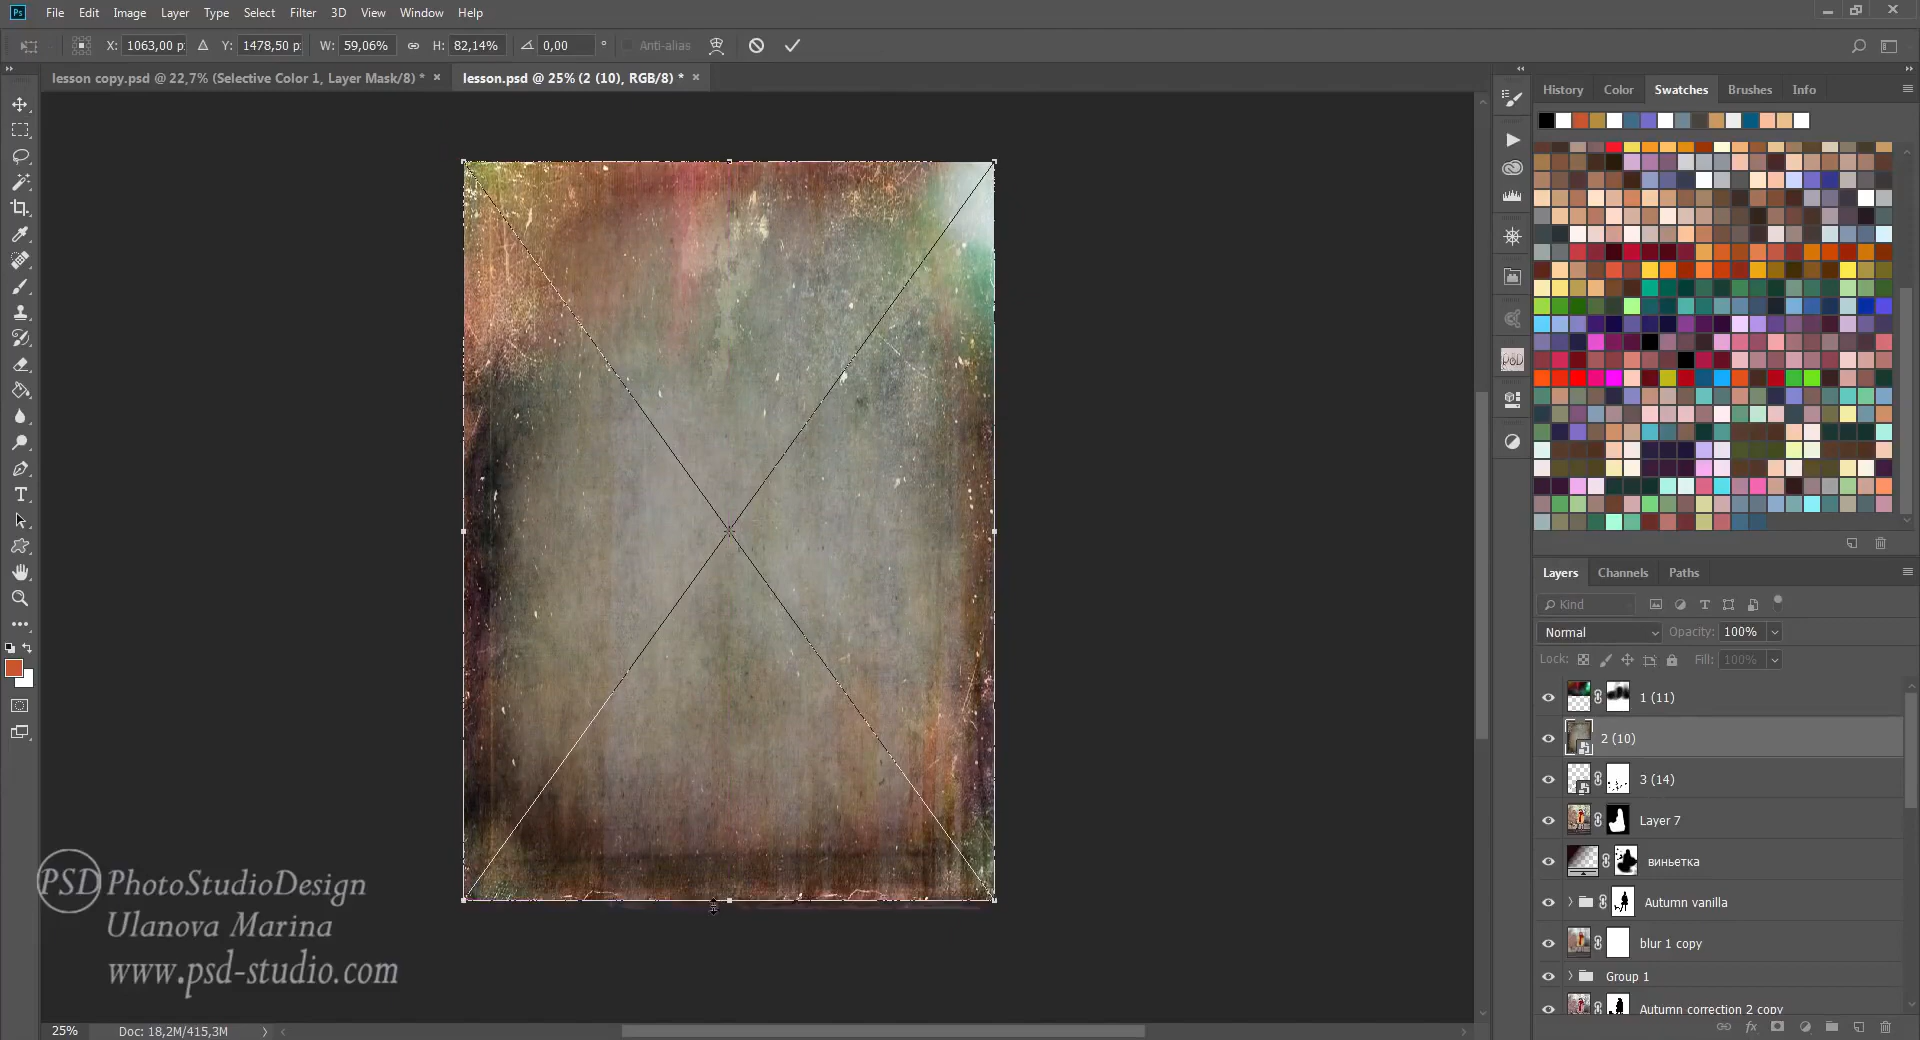 Ps File Edit Image Layer Type Select Filter 3D View Window Help
X: 1063,00 p Y: 1478,50 p W: 59,06% H: 82,14% 0,00 ° Anti-alias
lesson copy.psd @ 22,7% (Selective Color 1, Layer Mask/8) * × lesson.psd @ 25% (2 (10), RGB/8) * ×
History Color Swatches Brushes Info
Layers Channels Paths
Kind
Normal Opacity: 100%
Lock: Fill: 100%
1 (11)
2 (10)
3 (14)
Layer 7
виньетка
Autumn vanilla
blur 1 copy
Group 1
Autumn correction 2 copy
PSD PhotoStudioDesign
Ulanova Marina
www.psd-studio.com
25% Doc: 18,2M/415,3M